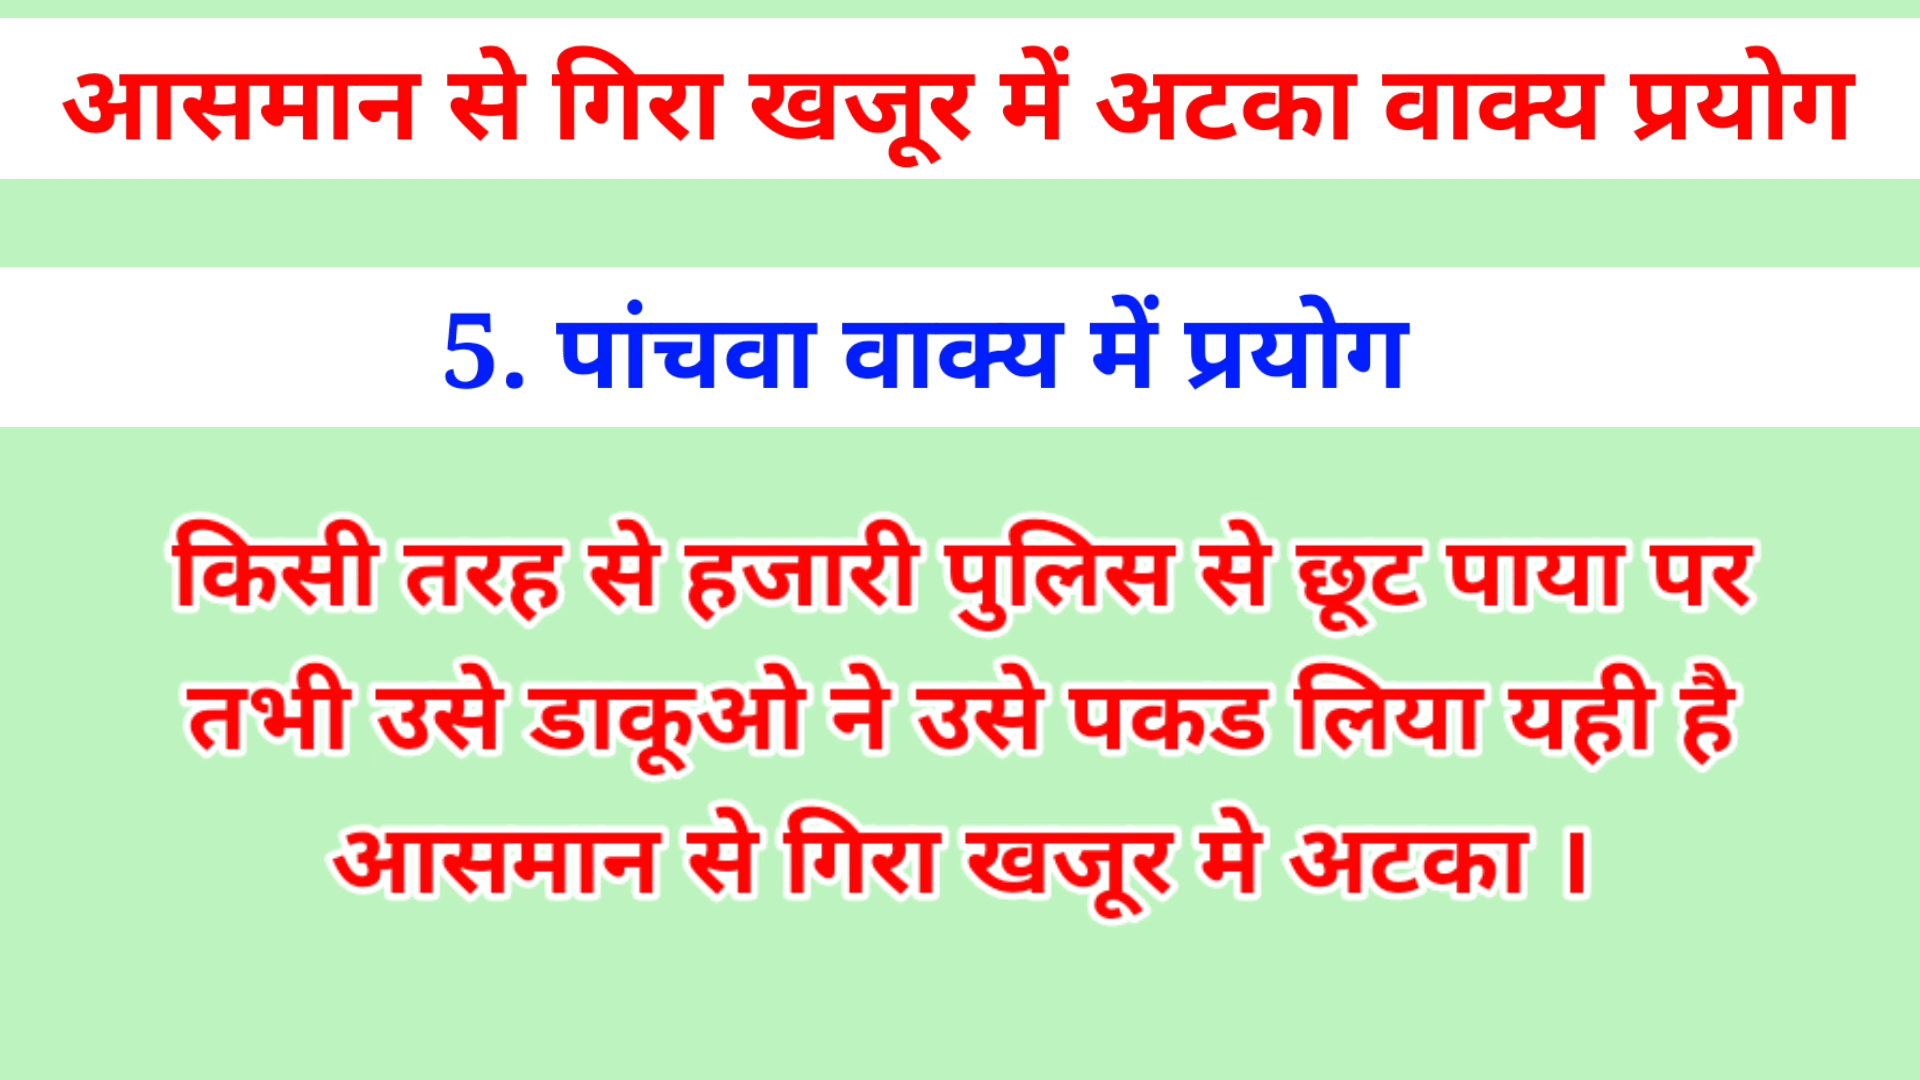 आसमान से गिरा खजूर में अटका वाक्य प्रयोग
5. पांचवा वाक्य में प्रयोग
किसी तरह से हजारी पुलिस से छूट पाया पर
तभी उसे डाकूओ ने उसे पकड लिया यही है
आसमान से गिरा खजूर मे अटका ।